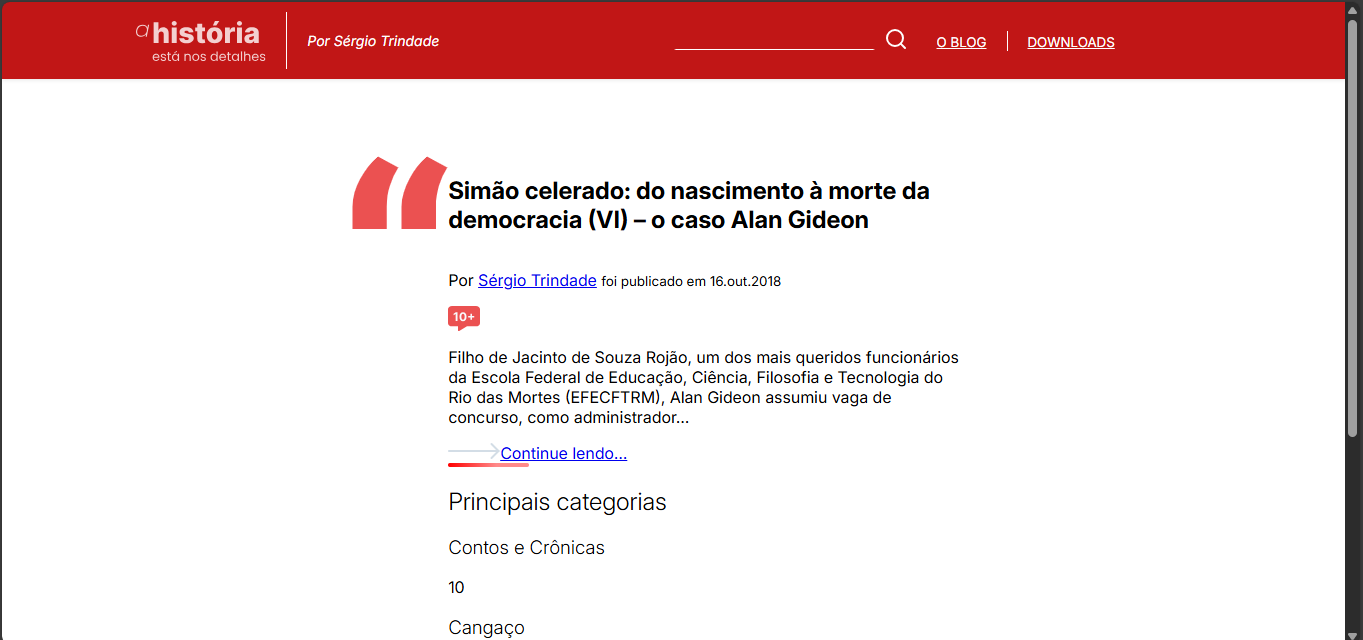 a história
está nos detalhes
Por Sérgio Trindade
O BLOG
DOWNLOADS
Simão celerado: do nascimento à morte da
democracia (VI) – o caso Alan Gideon
Por Sérgio Trindade foi publicado em 16.out.2018
10+
Filho de Jacinto de Souza Rojão, um dos mais queridos funcionários
da Escola Federal de Educação, Ciência, Filosofia e Tecnologia do
Rio das Mortes (EFECFTRM), Alan Gideon assumiu vaga de
concurso, como administrador...
Continue lendo...
Principais categorias
Contos e Crônicas
10
Cangaço